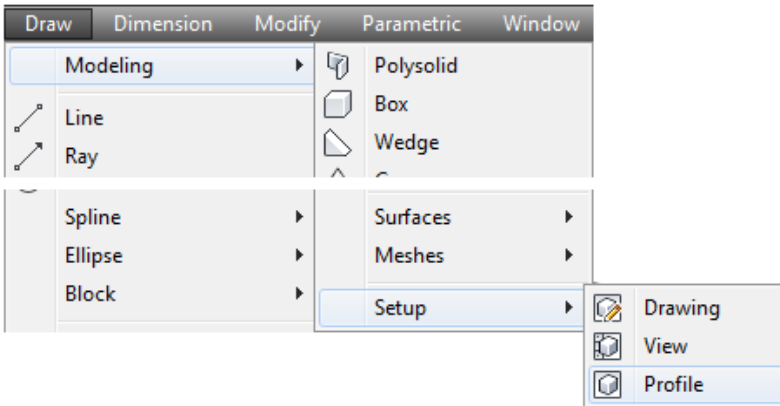 Draw Dimension Modify Parametric Window
Modeling Polysolid
Box
Line
Wedge
Ray
Spline Surfaces
Ellipse Meshes
Block
Setup Drawing
View
Profile